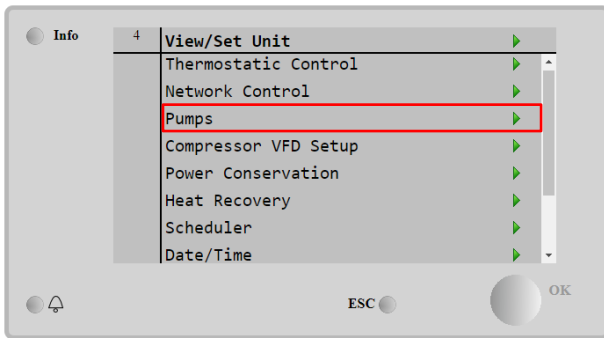 Info
4 View/Set Unit
Thermostatic Control
Network Control
Pumps
Compressor VFD Setup
Power Conservation
Heat Recovery
Scheduler
Date/Time
ESC
OK